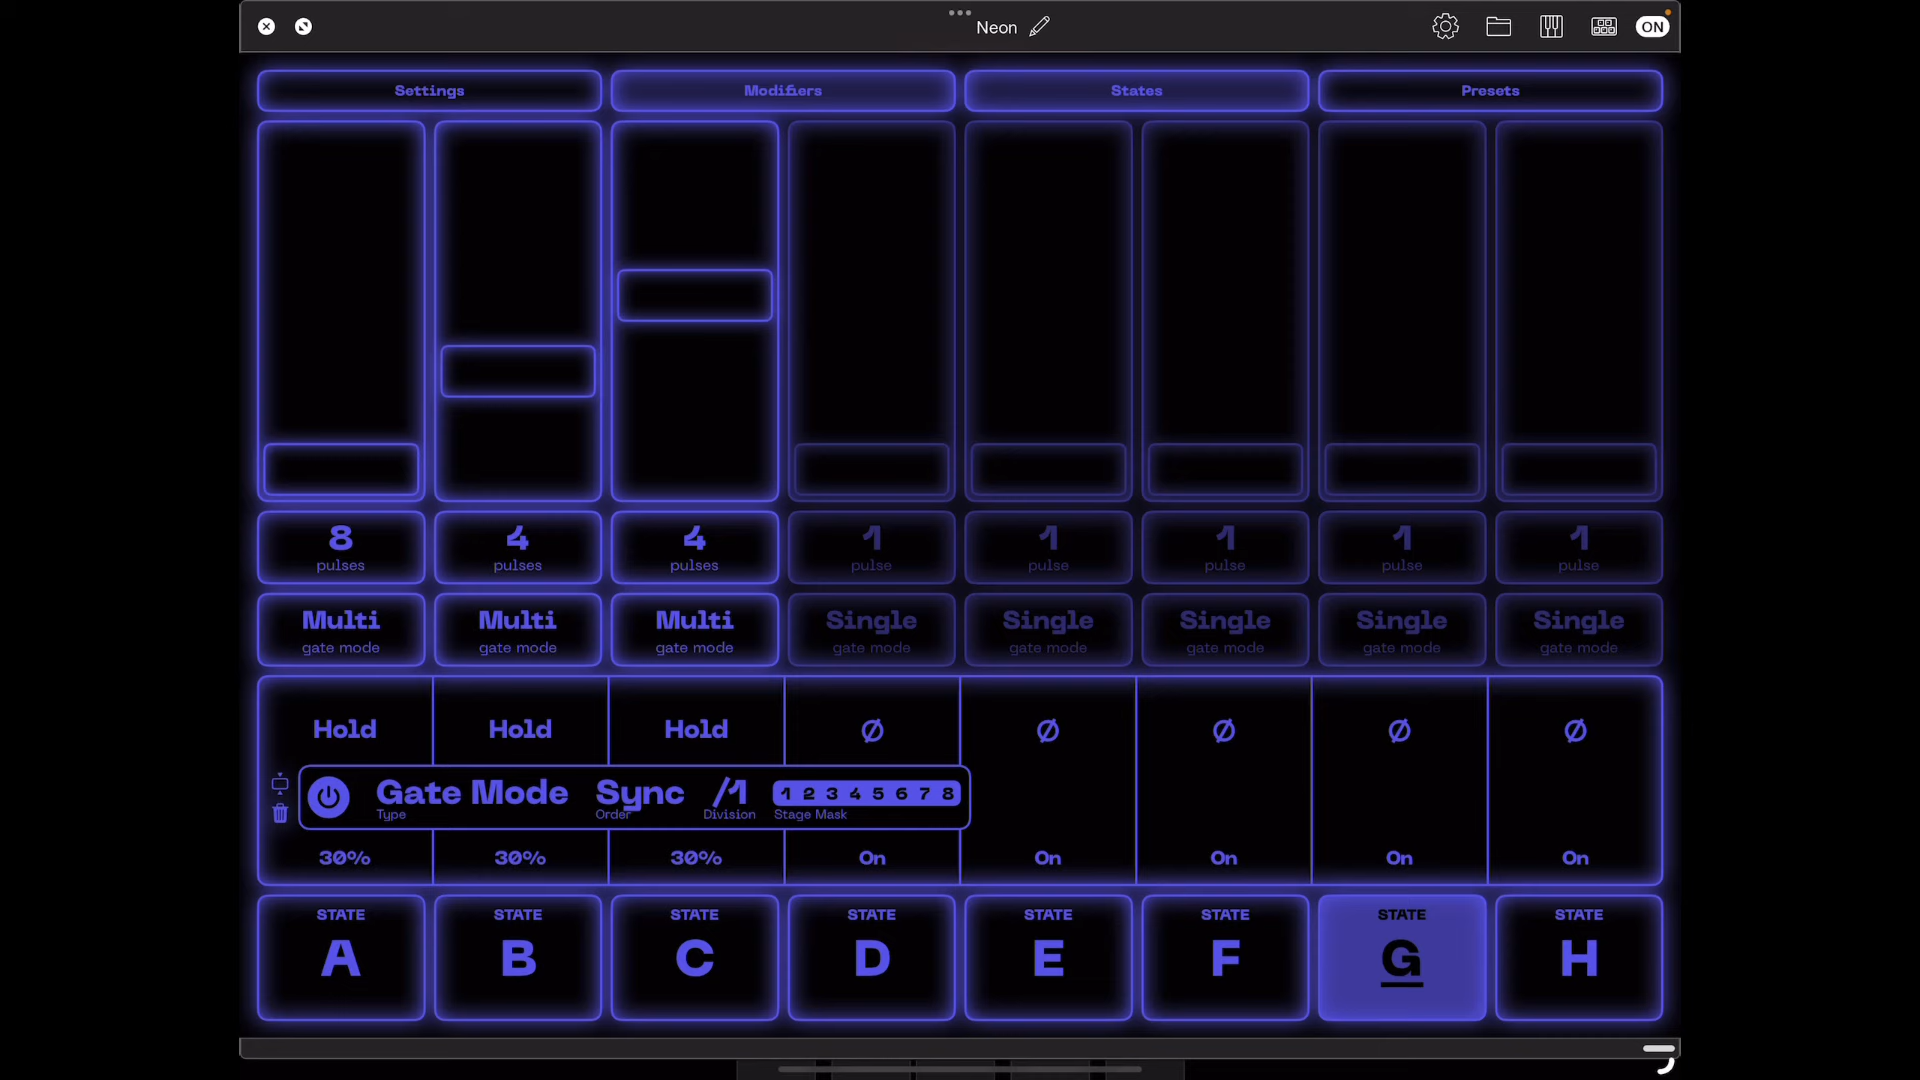 Neon
ON
Settings Modifiers States Presets
8 4 4 1 1 1 1 1
pulses pulses pulses pulse pulse pulse pulse pulse
Multi Multi Multi Single Single Single Single Single
gate mode gate mode gate mode gate mode gate mode gate mode gate mode gate mode
Hold Hold Hold Ø Ø Ø Ø Ø
Gate Mode Sync /1 1 2 3 4 5 6 7 8
Type Order Division Stage Mask
30% 30% 30% On On On On On
STATE STATE STATE STATE STATE STATE STATE STATE
A B C D E F G H